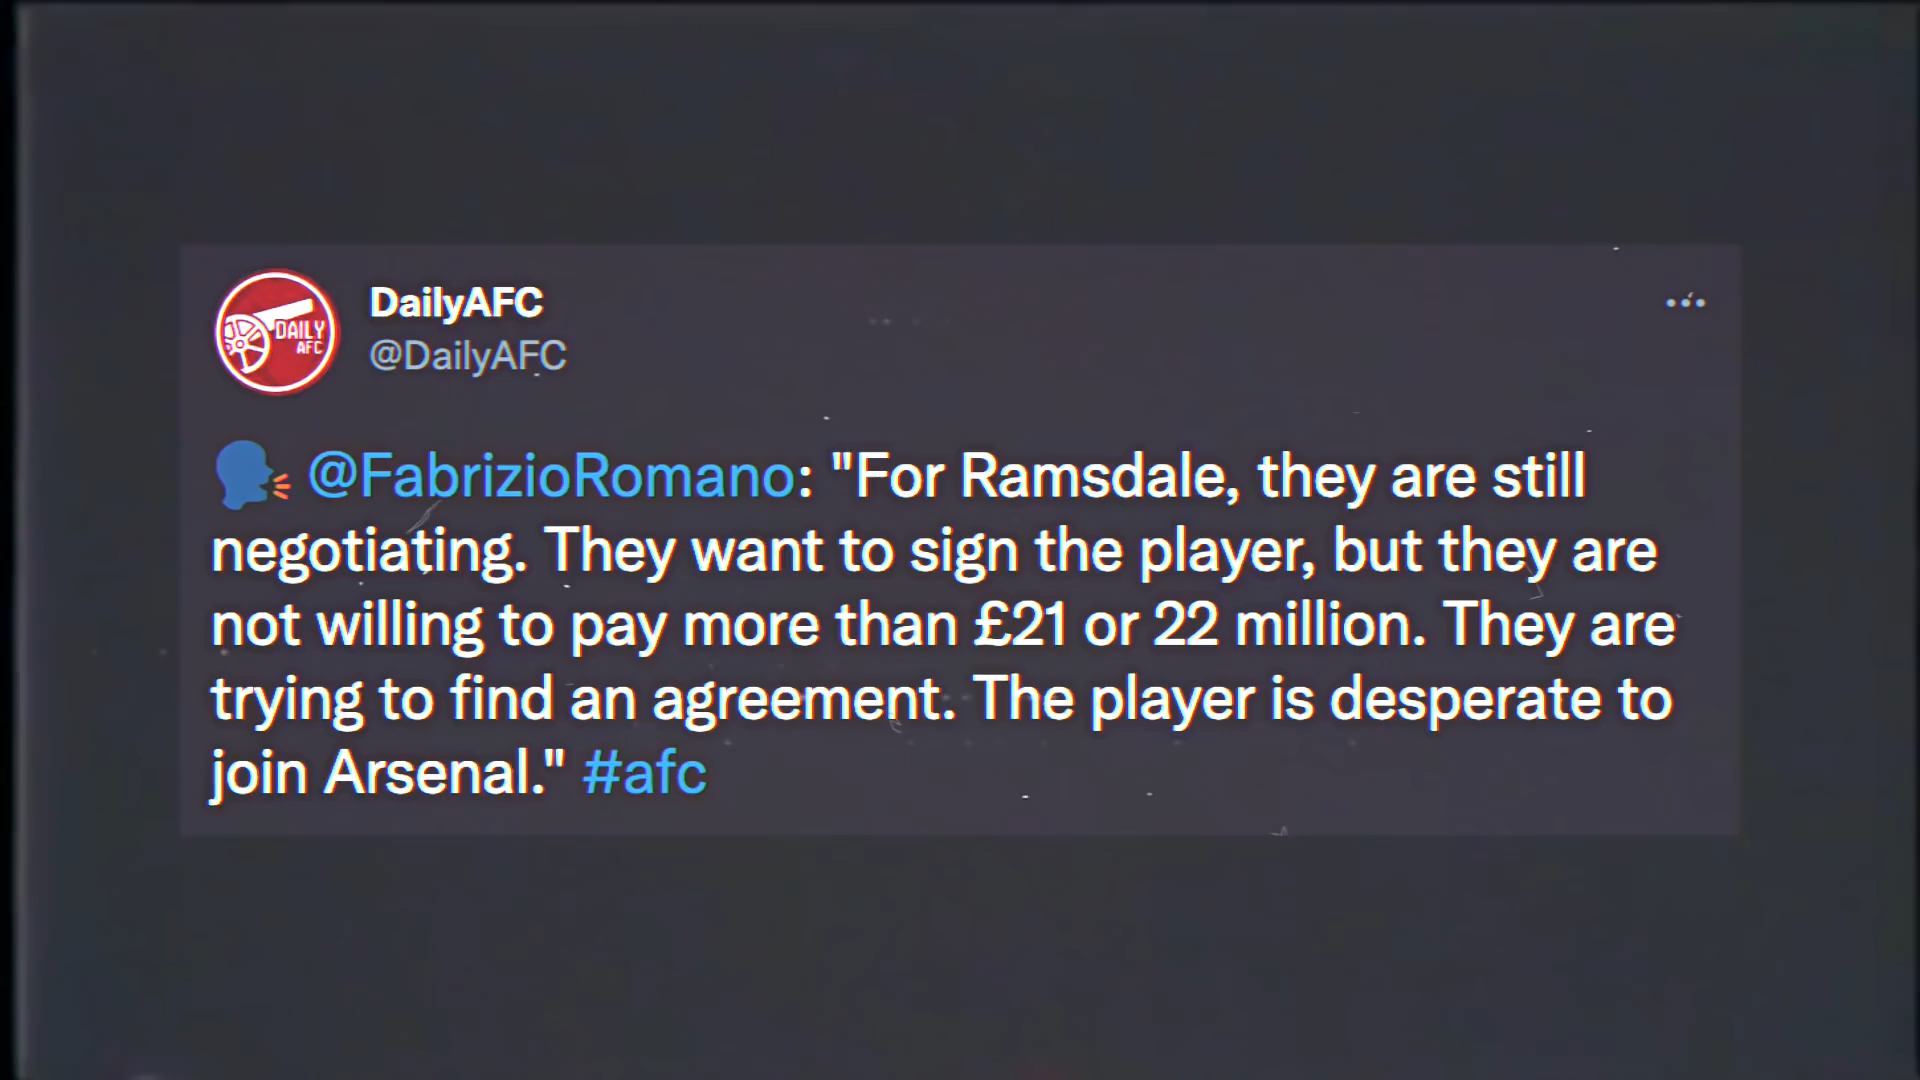 DAILY
AFC
DailyAFC
@DailyAFC
🗣 @FabrizioRomano: "For Ramsdale, they are still
negotiating. They want to sign the player, but they are
not willing to pay more than £21 or 22 million. They are
trying to find an agreement. The player is desperate to
join Arsenal." #afc